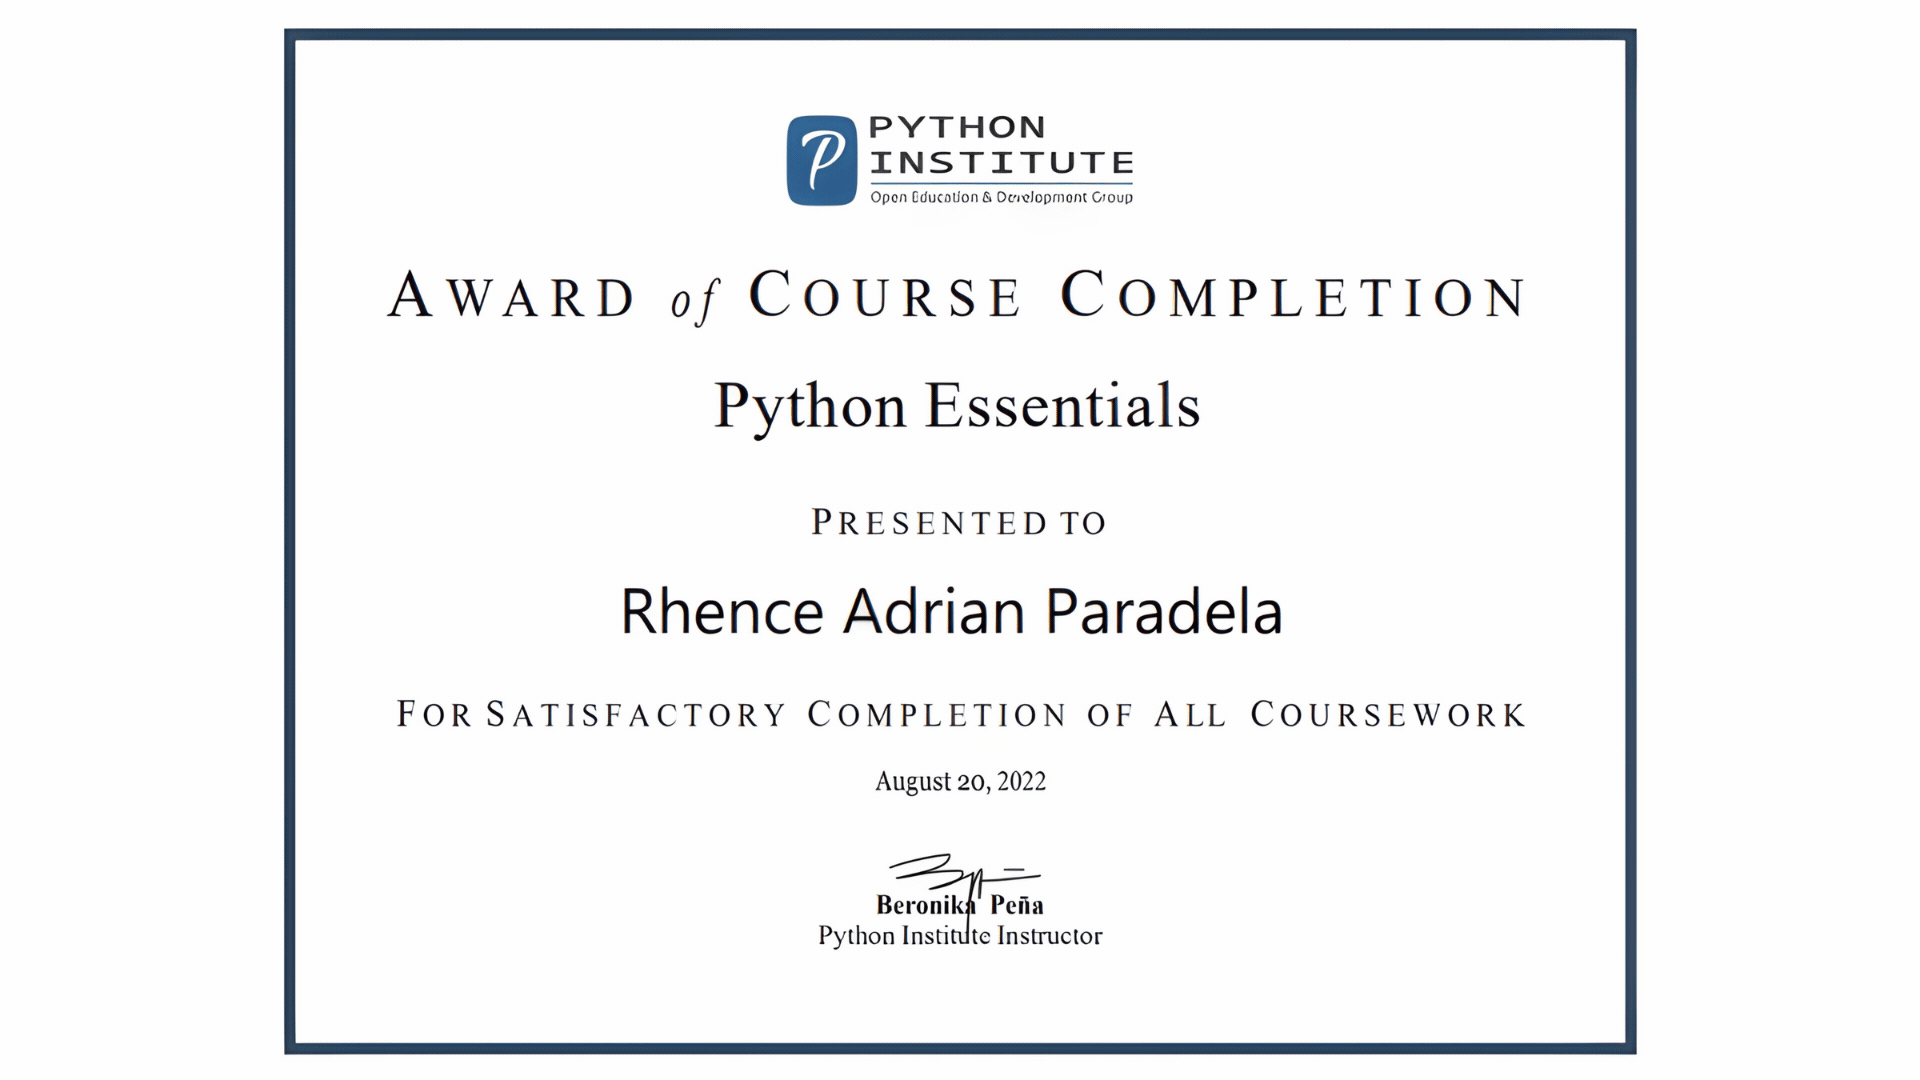 PYTHON
INSTITUTE
Open Education & Development Group
AWARD of COURSE COMPLETION
Python Essentials
PRESENTED TO
Rhence Adrian Paradela
FOR SATISFACTORY COMPLETION OF ALL COURSEWORK
August 20, 2022
Beronika Peña
Python Institute Instructor